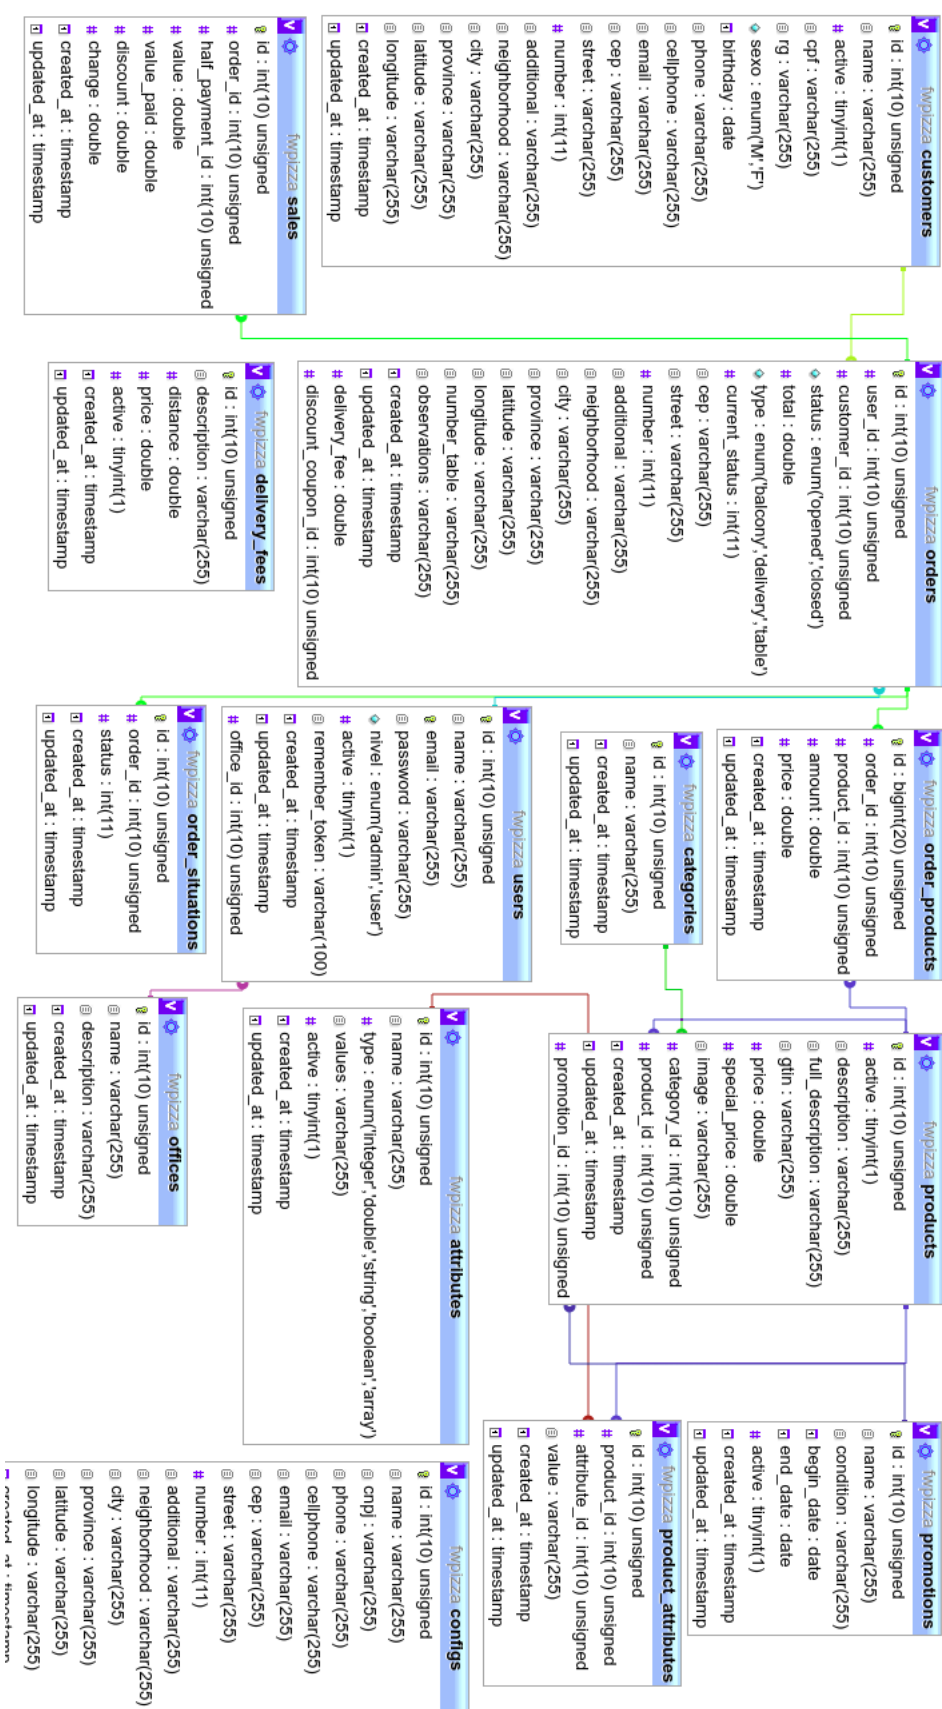 fwpizza customers
id : int(10) unsigned
name : varchar(255)
active : tinyint(1)
cpf : varchar(255)
rg : varchar(255)
sexo : enum('M','F')
birthday : date
phone : varchar(255)
cellphone : varchar(255)
email : varchar(255)
cep : varchar(255)
street : varchar(255)
number : int(11)
additional : varchar(255)
neighborhood : varchar(255)
city : varchar(255)
province : varchar(255)
latitude : varchar(255)
longitude : varchar(255)
created_at : timestamp
updated_at : timestamp
fwpizza sales
id : int(10) unsigned
order_id : int(10) unsigned
half_payment_id : int(10) unsigned
value : double
value_paid : double
discount : double
change : double
created_at : timestamp
updated_at : timestamp
fwpizza orders
id : int(10) unsigned
user_id : int(10) unsigned
customer_id : int(10) unsigned
status : enum('opened','closed')
total : double
type : enum('balcony','delivery','table')
current_status : int(11)
cep : varchar(255)
street : varchar(255)
number : int(11)
additional : varchar(255)
neighborhood : varchar(255)
city : varchar(255)
province : varchar(255)
latitude : varchar(255)
longitude : varchar(255)
number_table : varchar(255)
observations : varchar(255)
created_at : timestamp
updated_at : timestamp
delivery_fee : double
discount_coupon_id : int(10) unsigned
fwpizza delivery_fees
id : int(10) unsigned
description : varchar(255)
distance : double
price : double
active : tinyint(1)
created_at : timestamp
updated_at : timestamp
fwpizza order_products
id : bigint(20) unsigned
order_id : int(10) unsigned
product_id : int(10) unsigned
amount : double
price : double
created_at : timestamp
updated_at : timestamp
fwpizza categories
id : int(10) unsigned
name : varchar(255)
created_at : timestamp
updated_at : timestamp
fwpizza users
id : int(10) unsigned
name : varchar(255)
email : varchar(255)
password : varchar(255)
nivel : enum('admin','user')
active : tinyint(1)
remember_token : varchar(100)
created_at : timestamp
updated_at : timestamp
office_id : int(10) unsigned
fwpizza order_situations
id : int(10) unsigned
order_id : int(10) unsigned
status : int(11)
created_at : timestamp
updated_at : timestamp
fwpizza products
id : int(10) unsigned
active : tinyint(1)
description : varchar(255)
full_description : varchar(255)
gtin : varchar(255)
price : double
special_price : double
image : varchar(255)
category_id : int(10) unsigned
product_id : int(10) unsigned
created_at : timestamp
updated_at : timestamp
promotion_id : int(10) unsigned
fwpizza attributes
id : int(10) unsigned
name : varchar(255)
type : enum('integer','double','string','boolean','array')
values : varchar(255)
active : tinyint(1)
created_at : timestamp
updated_at : timestamp
fwpizza offices
id : int(10) unsigned
name : varchar(255)
description : varchar(255)
created_at : timestamp
updated_at : timestamp
fwpizza promotions
id : int(10) unsigned
name : varchar(255)
condition : varchar(255)
begin_date : date
end_date : date
active : tinyint(1)
created_at : timestamp
updated_at : timestamp
fwpizza product_attributes
id : int(10) unsigned
product_id : int(10) unsigned
attribute_id : int(10) unsigned
value : varchar(255)
created_at : timestamp
updated_at : timestamp
fwpizza configs
id : int(10) unsigned
name : varchar(255)
cnpj : varchar(255)
phone : varchar(255)
cellphone : varchar(255)
email : varchar(255)
cep : varchar(255)
street : varchar(255)
number : int(11)
additional : varchar(255)
neighborhood : varchar(255)
city : varchar(255)
province : varchar(255)
latitude : varchar(255)
longitude : varchar(255)